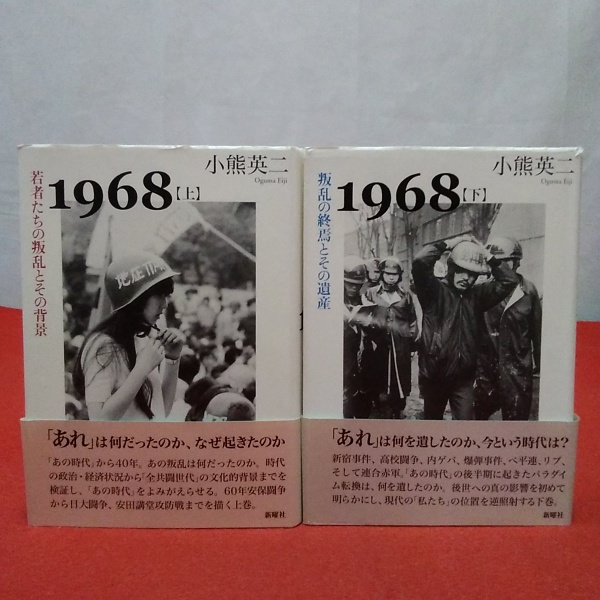 小熊英二
Oguma Eiji
1968【上】
若者たちの叛乱とその背景
「あれ」は何だったのか、なぜ起きたのか
「あの時代」から40年。あの叛乱は何だったのか。時代
の政治・経済状況から「全共闘世代」の文化的背景までを
検証し、「あの時代」をよみがえらせる。60年安保闘争
から日大闘争、安田講堂攻防戦までを描く上巻。
新曜社
小熊英二
Oguma Eiji
1968【下】
叛乱の終焉とその遺産
「あれ」は何を遺したのか、今という時代は?
新宿事件、高校闘争、内ゲバ、爆弾事件、ベ平連、リブ、
そして連合赤軍。「あの時代」の後半期に起きたパラダイ
ム転換は、何を遺したのか。後世への真の影響を初めて
明らかにし、現代の「私たち」の位置を逆照射する下巻。
新曜社